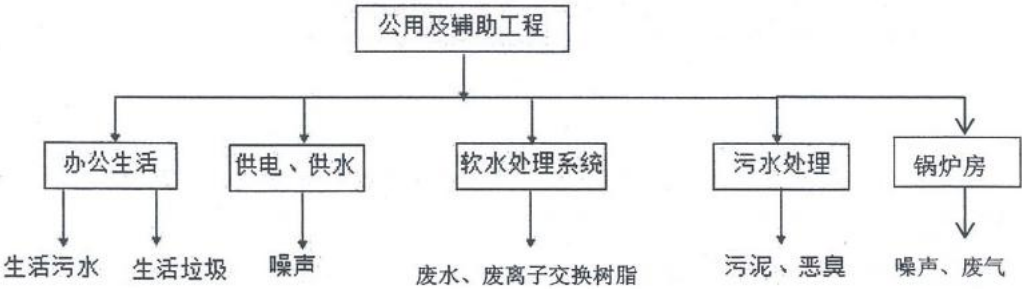 公用及辅助工程
办公生活
供电、供水
软水处理系统
污水处理
锅炉房
生活污水
生活垃圾
噪声
废水、废离子交换树脂
污泥、恶臭
噪声、废气